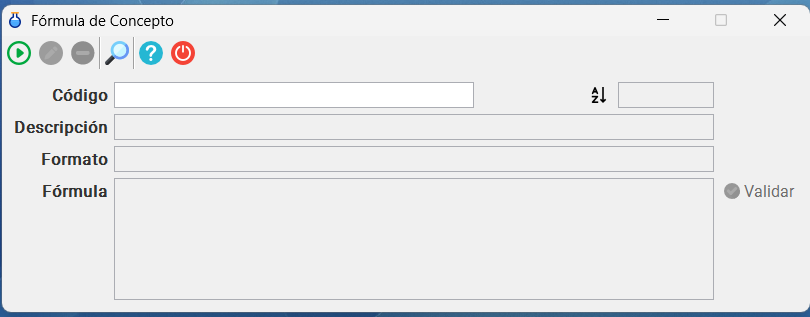 Fórmula de Concepto
?
Código
A
Z
Descripción
Formato
Fórmula
Validar